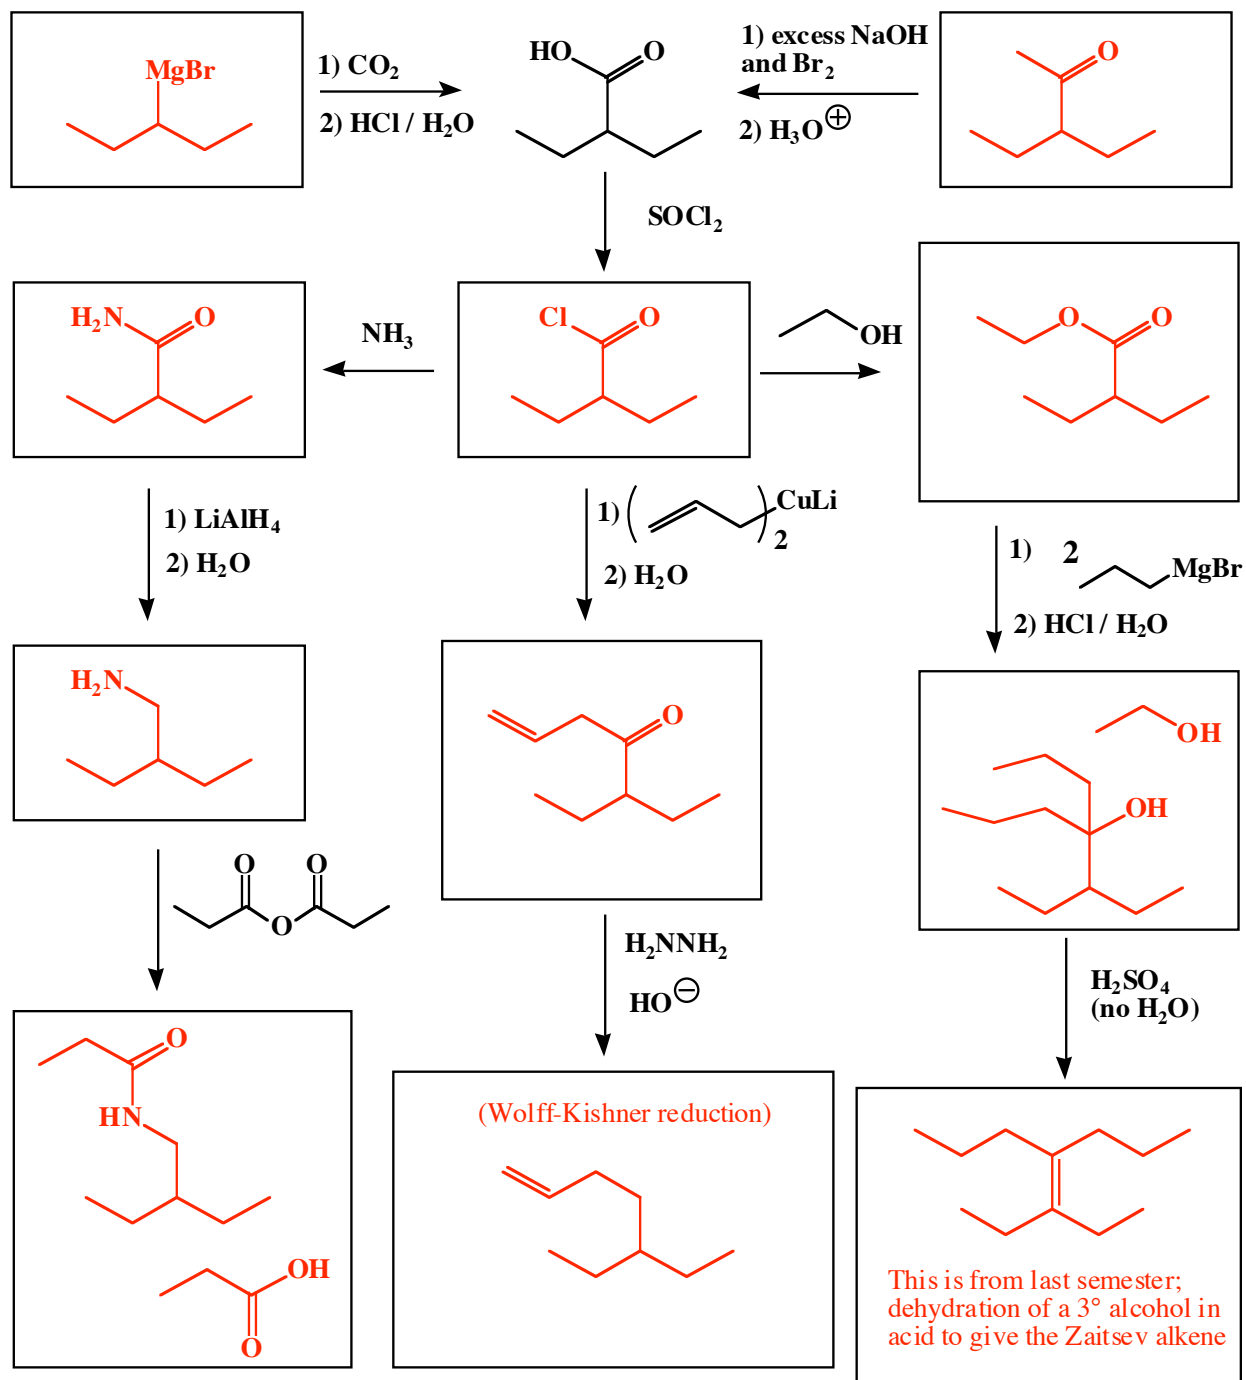 MgBr
1) CO₂
2) HCl / H₂O
HO
O
1) excess NaOH
and Br₂
2) H₃O⊕
O
SOCl₂
H₂N
O
NH₃
Cl
O
OH
O
O
1) LiAlH₄
2) H₂O
1) ( )₂ CuLi
2) H₂O
1) 2 MgBr
2) HCl / H₂O
H₂N
O
OH
OH
O
O
O
H₂NNH₂
HO⊖
H₂SO₄
(no H₂O)
O
HN
OH
O
(Wolff-Kishner reduction)
This is from last semester;
dehydration of a 3° alcohol in
acid to give the Zaitsev alkene